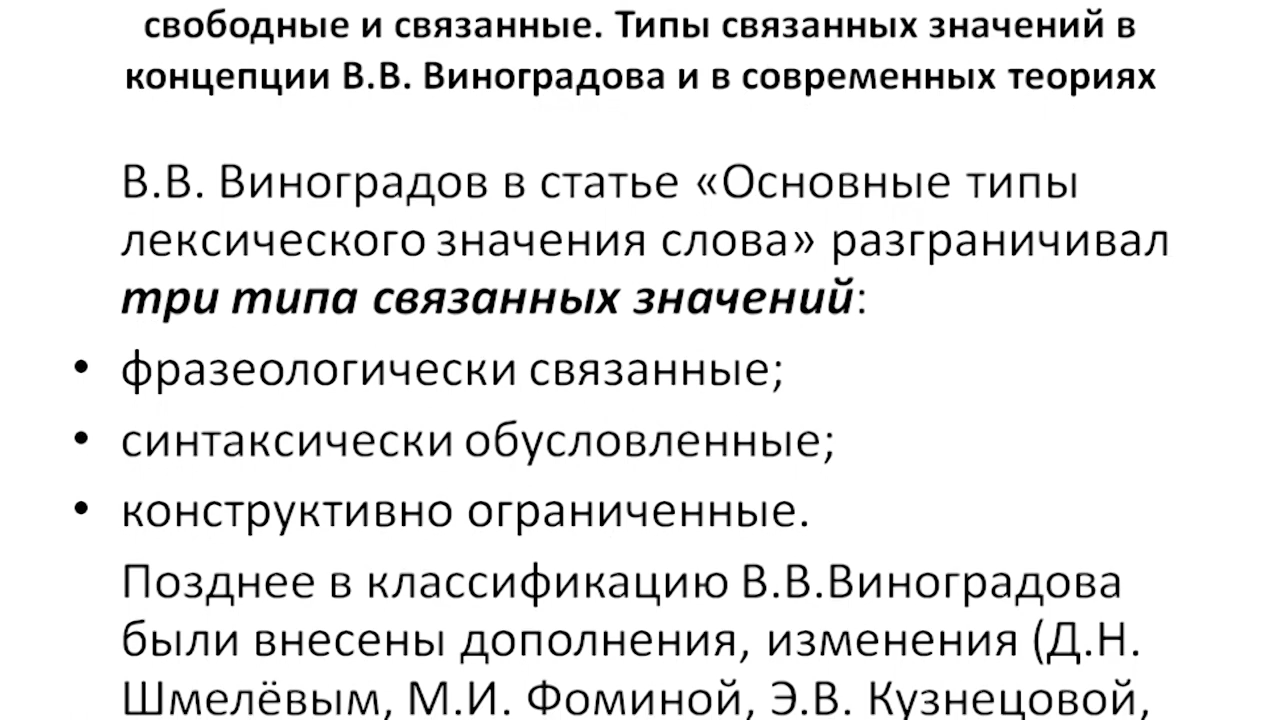 свободные и связанные. Типы связанных значений в
концепции В.В. Виноградова и в современных теориях
В.В. Виноградов в статье «Основные типы
лексического значения слова» разграничивал
три типа связанных значений:
• фразеологически связанные;
• синтаксически обусловленные;
• конструктивно ограниченные.
Позднее в классификацию В.В.Виноградова
были внесены дополнения, изменения (Д.Н.
Шмелёвым, М.И. Фоминой, Э.В. Кузнецовой,